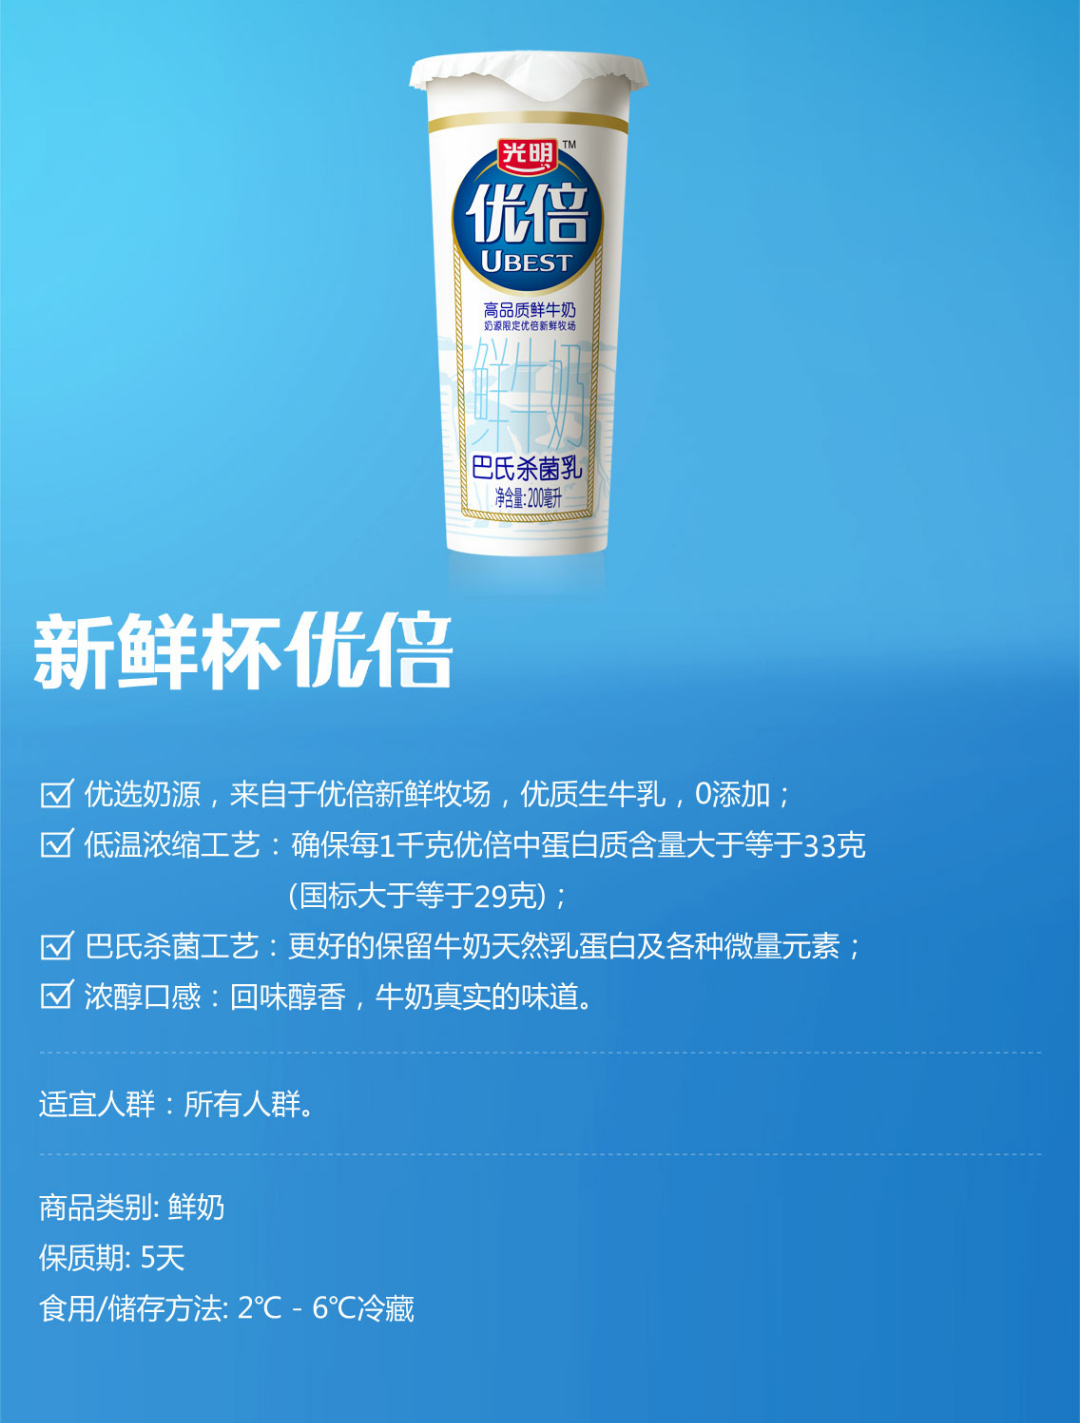 光明
TM
优倍
UBEST
高品质鲜牛奶
奶源限定优倍新鲜牧场
鲜牛奶
巴氏杀菌乳
净含量:200毫升
新鲜杯优倍
优选奶源，来自于优倍新鲜牧场，优质生牛乳，0添加；
低温浓缩工艺：确保每1千克优倍中蛋白质含量大于等于33克
(国标大于等于29克)；
巴氏杀菌工艺：更好的保留牛奶天然乳蛋白及各种微量元素；
浓醇口感：回味醇香，牛奶真实的味道。
适宜人群：所有人群。
商品类别: 鲜奶
保质期: 5天
食用/储存方法: 2℃ - 6℃冷藏